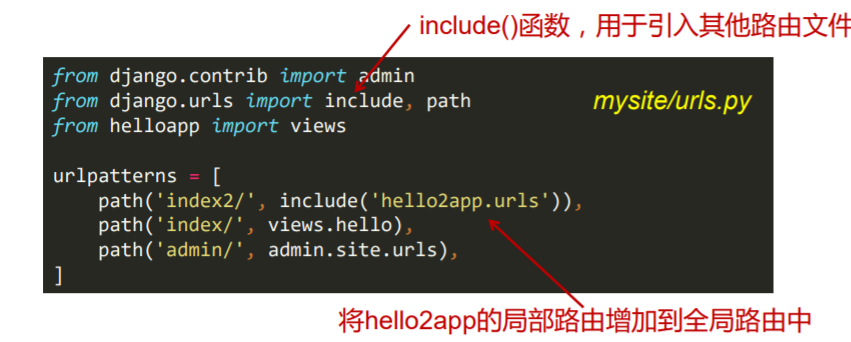 include()函数，用于引入其他路由文件
from django.contrib import admin
from django.urls import include, path
mysite/urls.py
from helloapp import views
urlpatterns = [
    path('index2/', include('hello2app.urls')),
    path('index/', views.hello),
    path('admin/', admin.site.urls),
]
将hello2app的局部路由增加到全局路由中